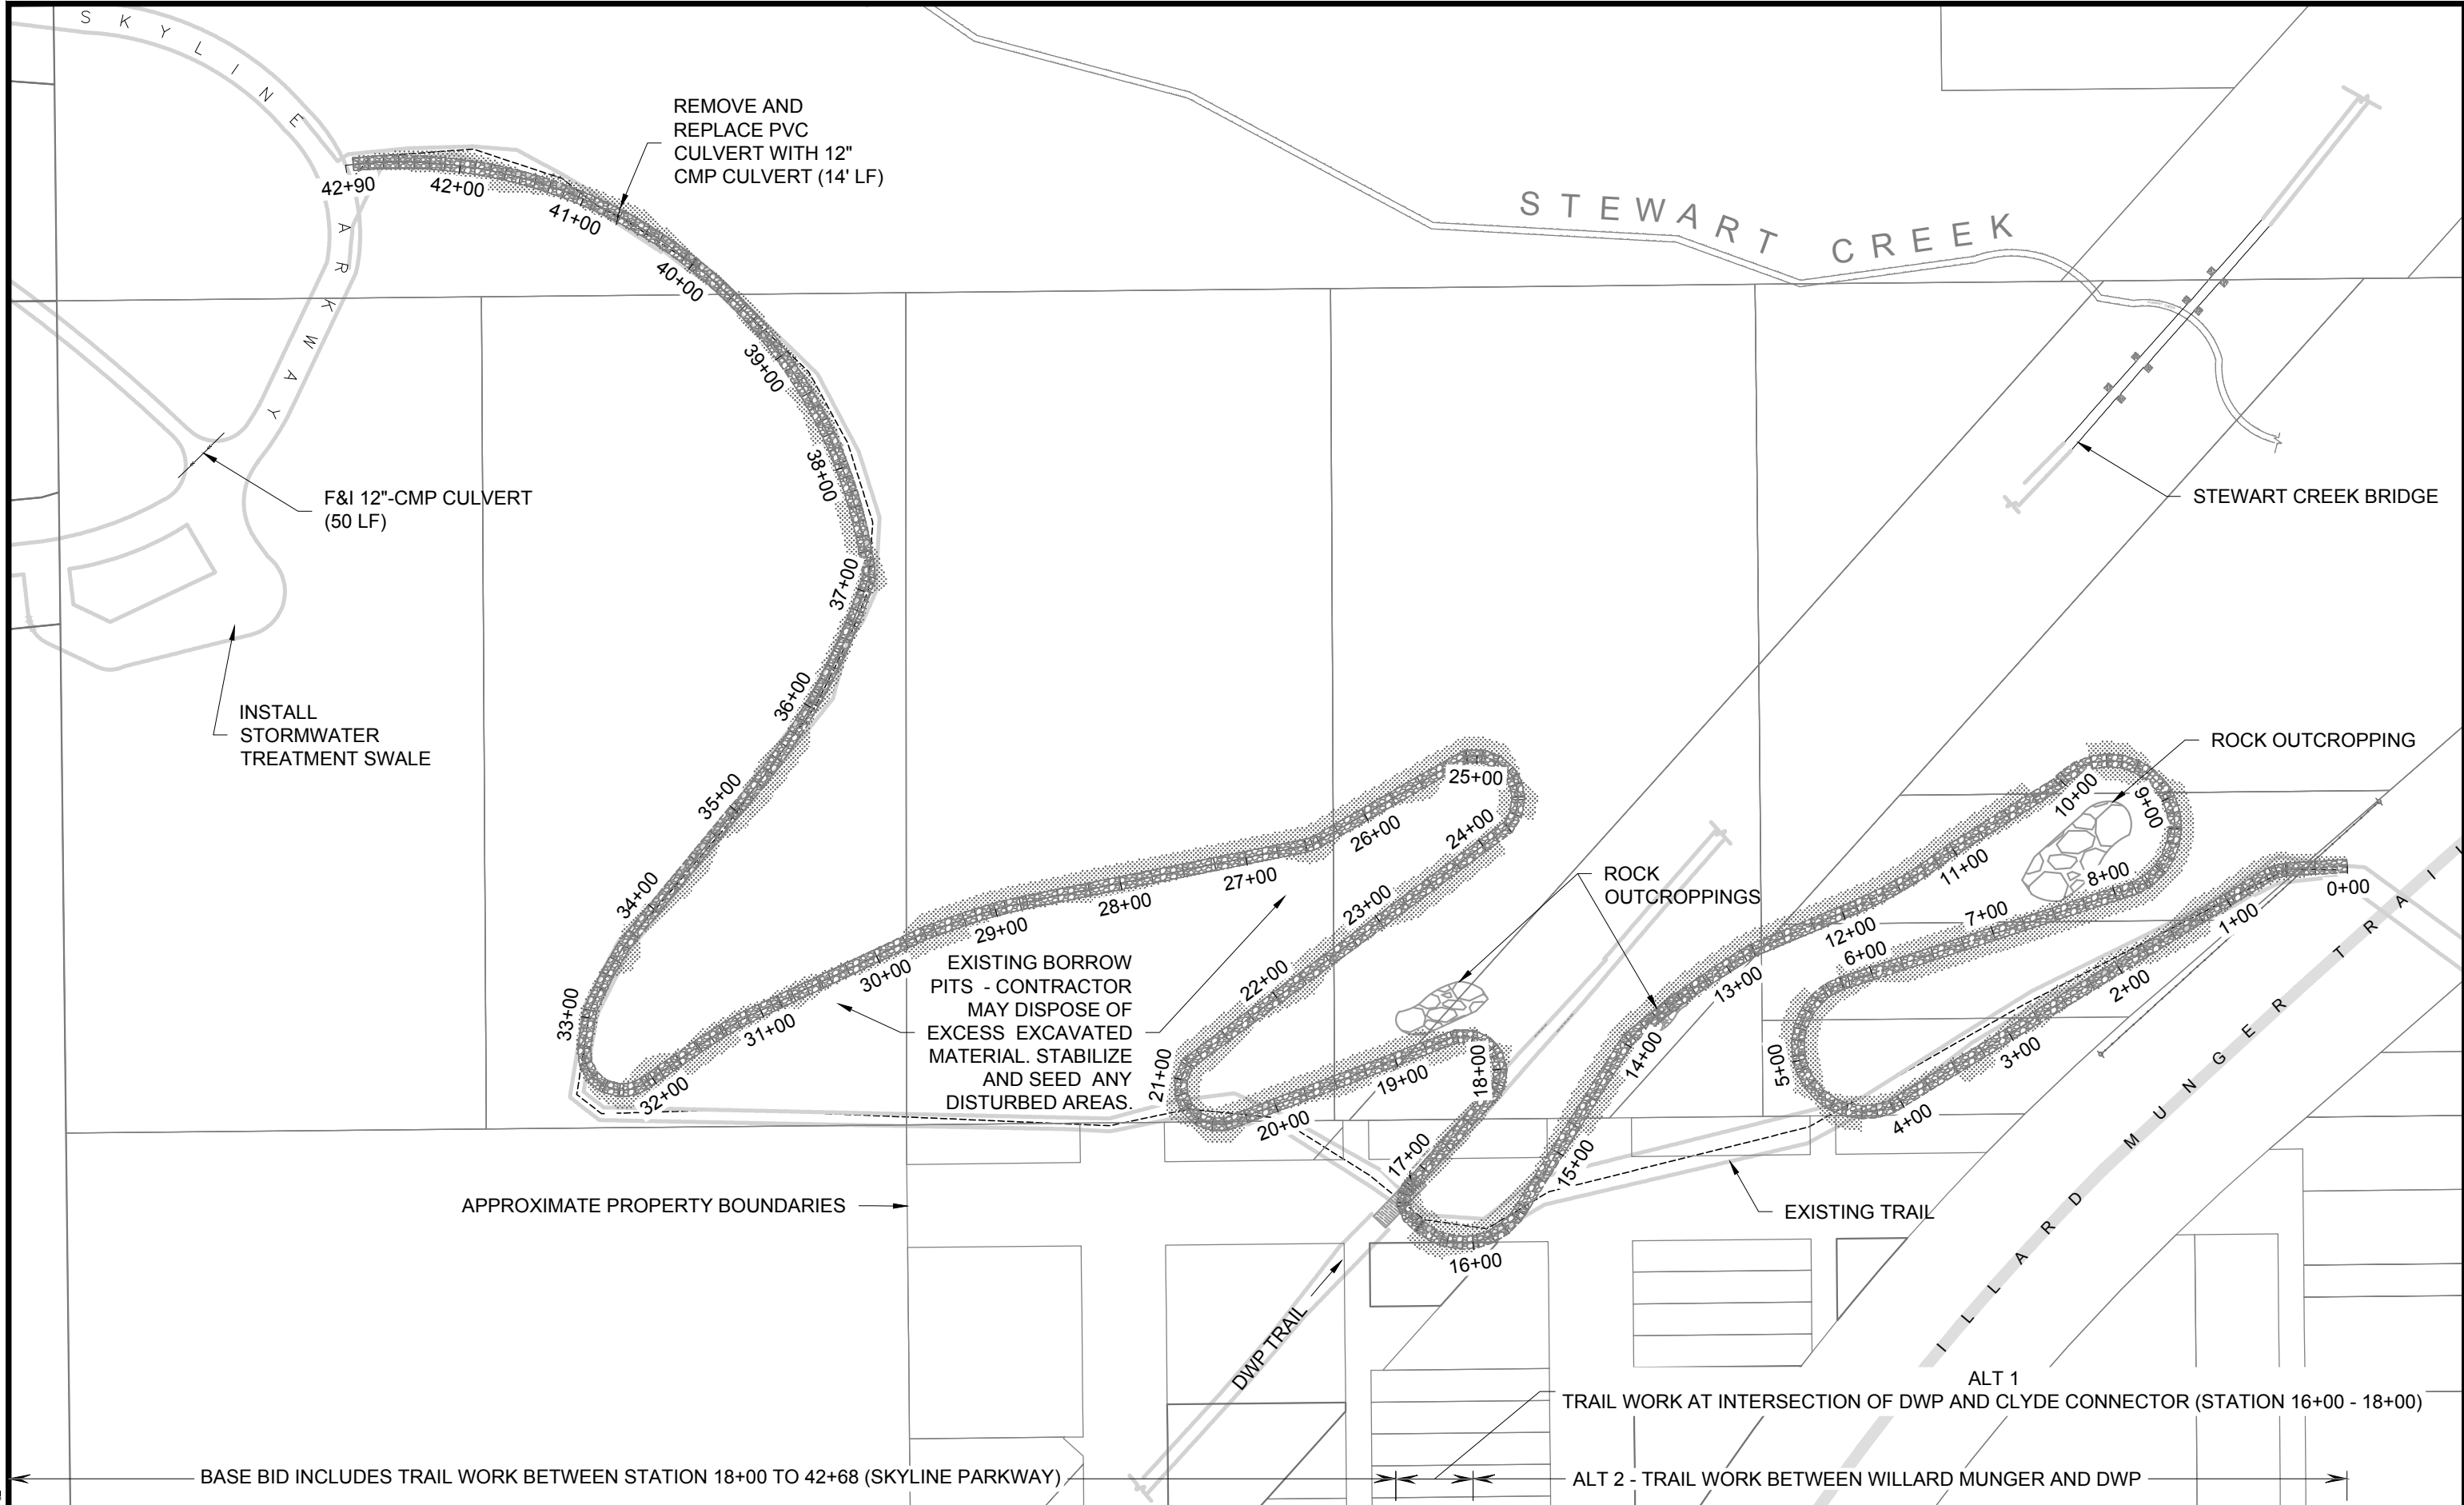 SKYLINE
PARKWAY
REMOVE AND
REPLACE PVC
CULVERT WITH 12"
CMP CULVERT (14' LF)
STEWART CREEK
42+90
42+00
41+00
40+00
39+00
38+00
37+00
36+00
35+00
34+00
33+00
32+00
31+00
30+00
29+00
28+00
27+00
26+00
25+00
24+00
23+00
22+00
21+00
20+00
19+00
18+00
17+00
16+00
15+00
14+00
13+00
12+00
11+00
10+00
9+00
8+00
7+00
6+00
5+00
4+00
3+00
2+00
1+00
0+00
F&I 12"-CMP CULVERT
(50 LF)
STEWART CREEK BRIDGE
INSTALL
STORMWATER
TREATMENT SWALE
ROCK OUTCROPPING
ROCK
OUTCROPPINGS
EXISTING BORROW
PITS - CONTRACTOR
MAY DISPOSE OF
EXCESS EXCAVATED
MATERIAL. STABILIZE
AND SEED ANY
DISTURBED AREAS.
APPROXIMATE PROPERTY BOUNDARIES
EXISTING TRAIL
DWP TRAIL
ILLARD MUNGER TRAIL
ALT 1
TRAIL WORK AT INTERSECTION OF DWP AND CLYDE CONNECTOR (STATION 16+00 - 18+00)
BASE BID INCLUDES TRAIL WORK BETWEEN STATION 18+00 TO 42+68 (SKYLINE PARKWAY)
ALT 2 - TRAIL WORK BETWEEN WILLARD MUNGER AND DWP